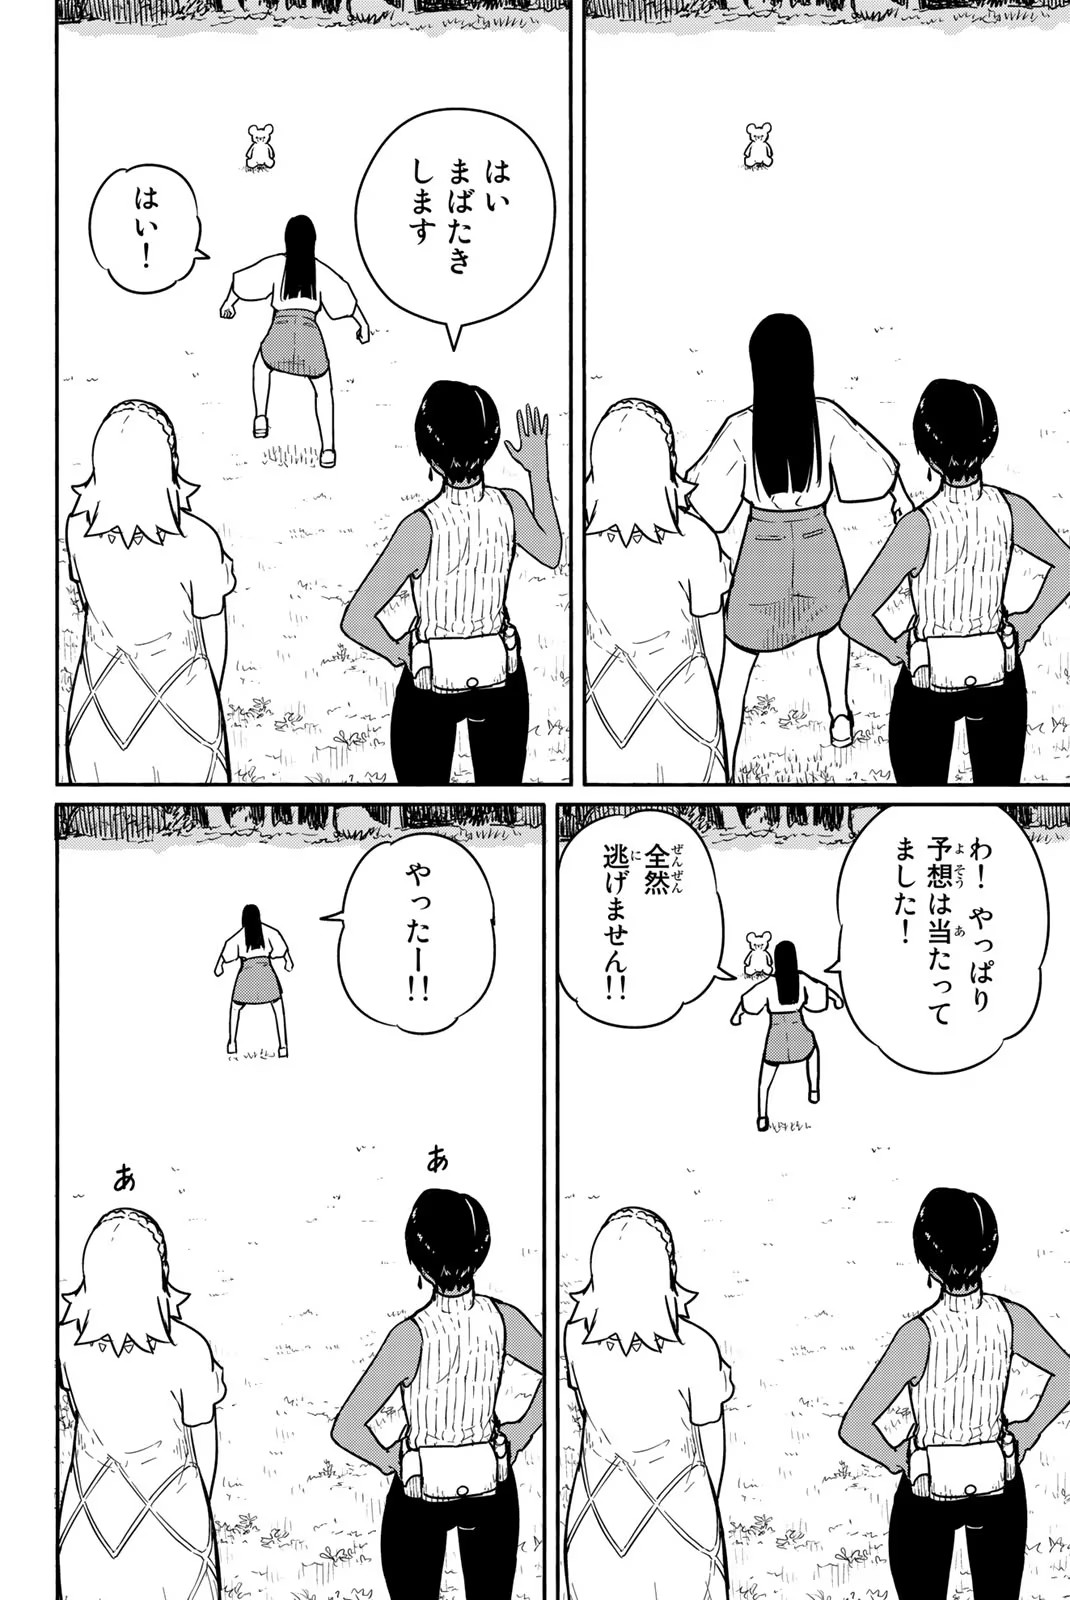 はい
まばたき
します
はい！
わ！やっぱり
予想は当たって
ました！
全然
逃げません!!
やったー!!
あ
あ